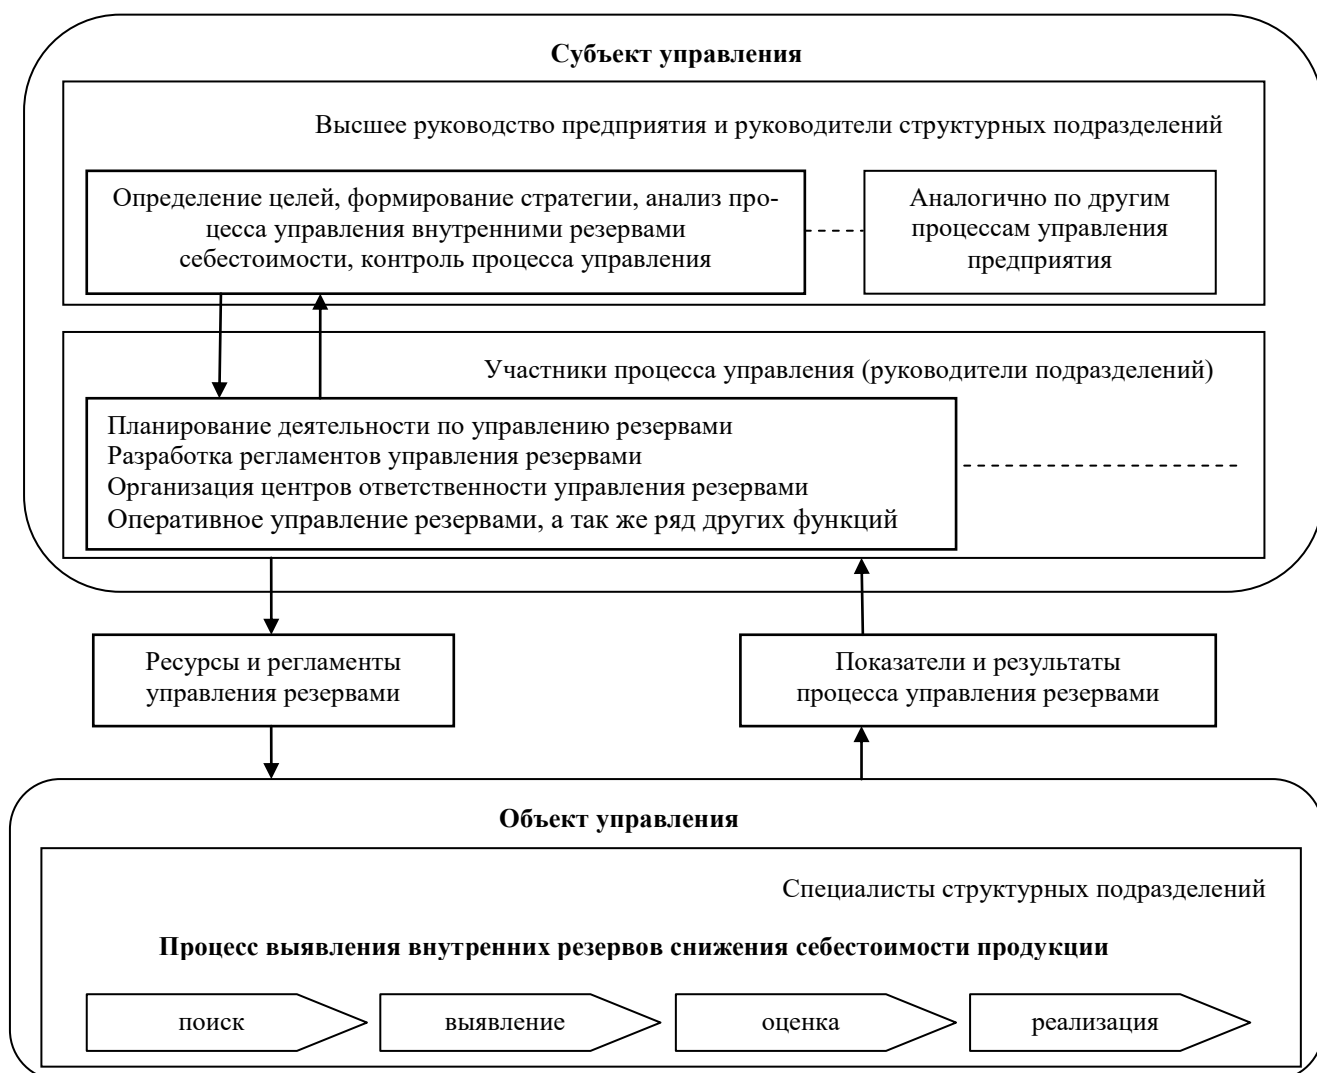 Субъект управления
Высшее руководство предприятия и руководители структурных подразделений
Определение целей, формирование стратегии, анализ про-
цесса управления внутренними резервами
себестоимости, контроль процесса управления
Аналогично по другим
процессам управления
предприятия
Участники процесса управления (руководители подразделений)
Планирование деятельности по управлению резервами
Разработка регламентов управления резервами
Организация центров ответственности управления резервами
Оперативное управление резервами, а так же ряд других функций
Ресурсы и регламенты
управления резервами
Показатели и результаты
процесса управления резервами
Объект управления
Специалисты структурных подразделений
Процесс выявления внутренних резервов снижения себестоимости продукции
поиск
выявление
оценка
реализация